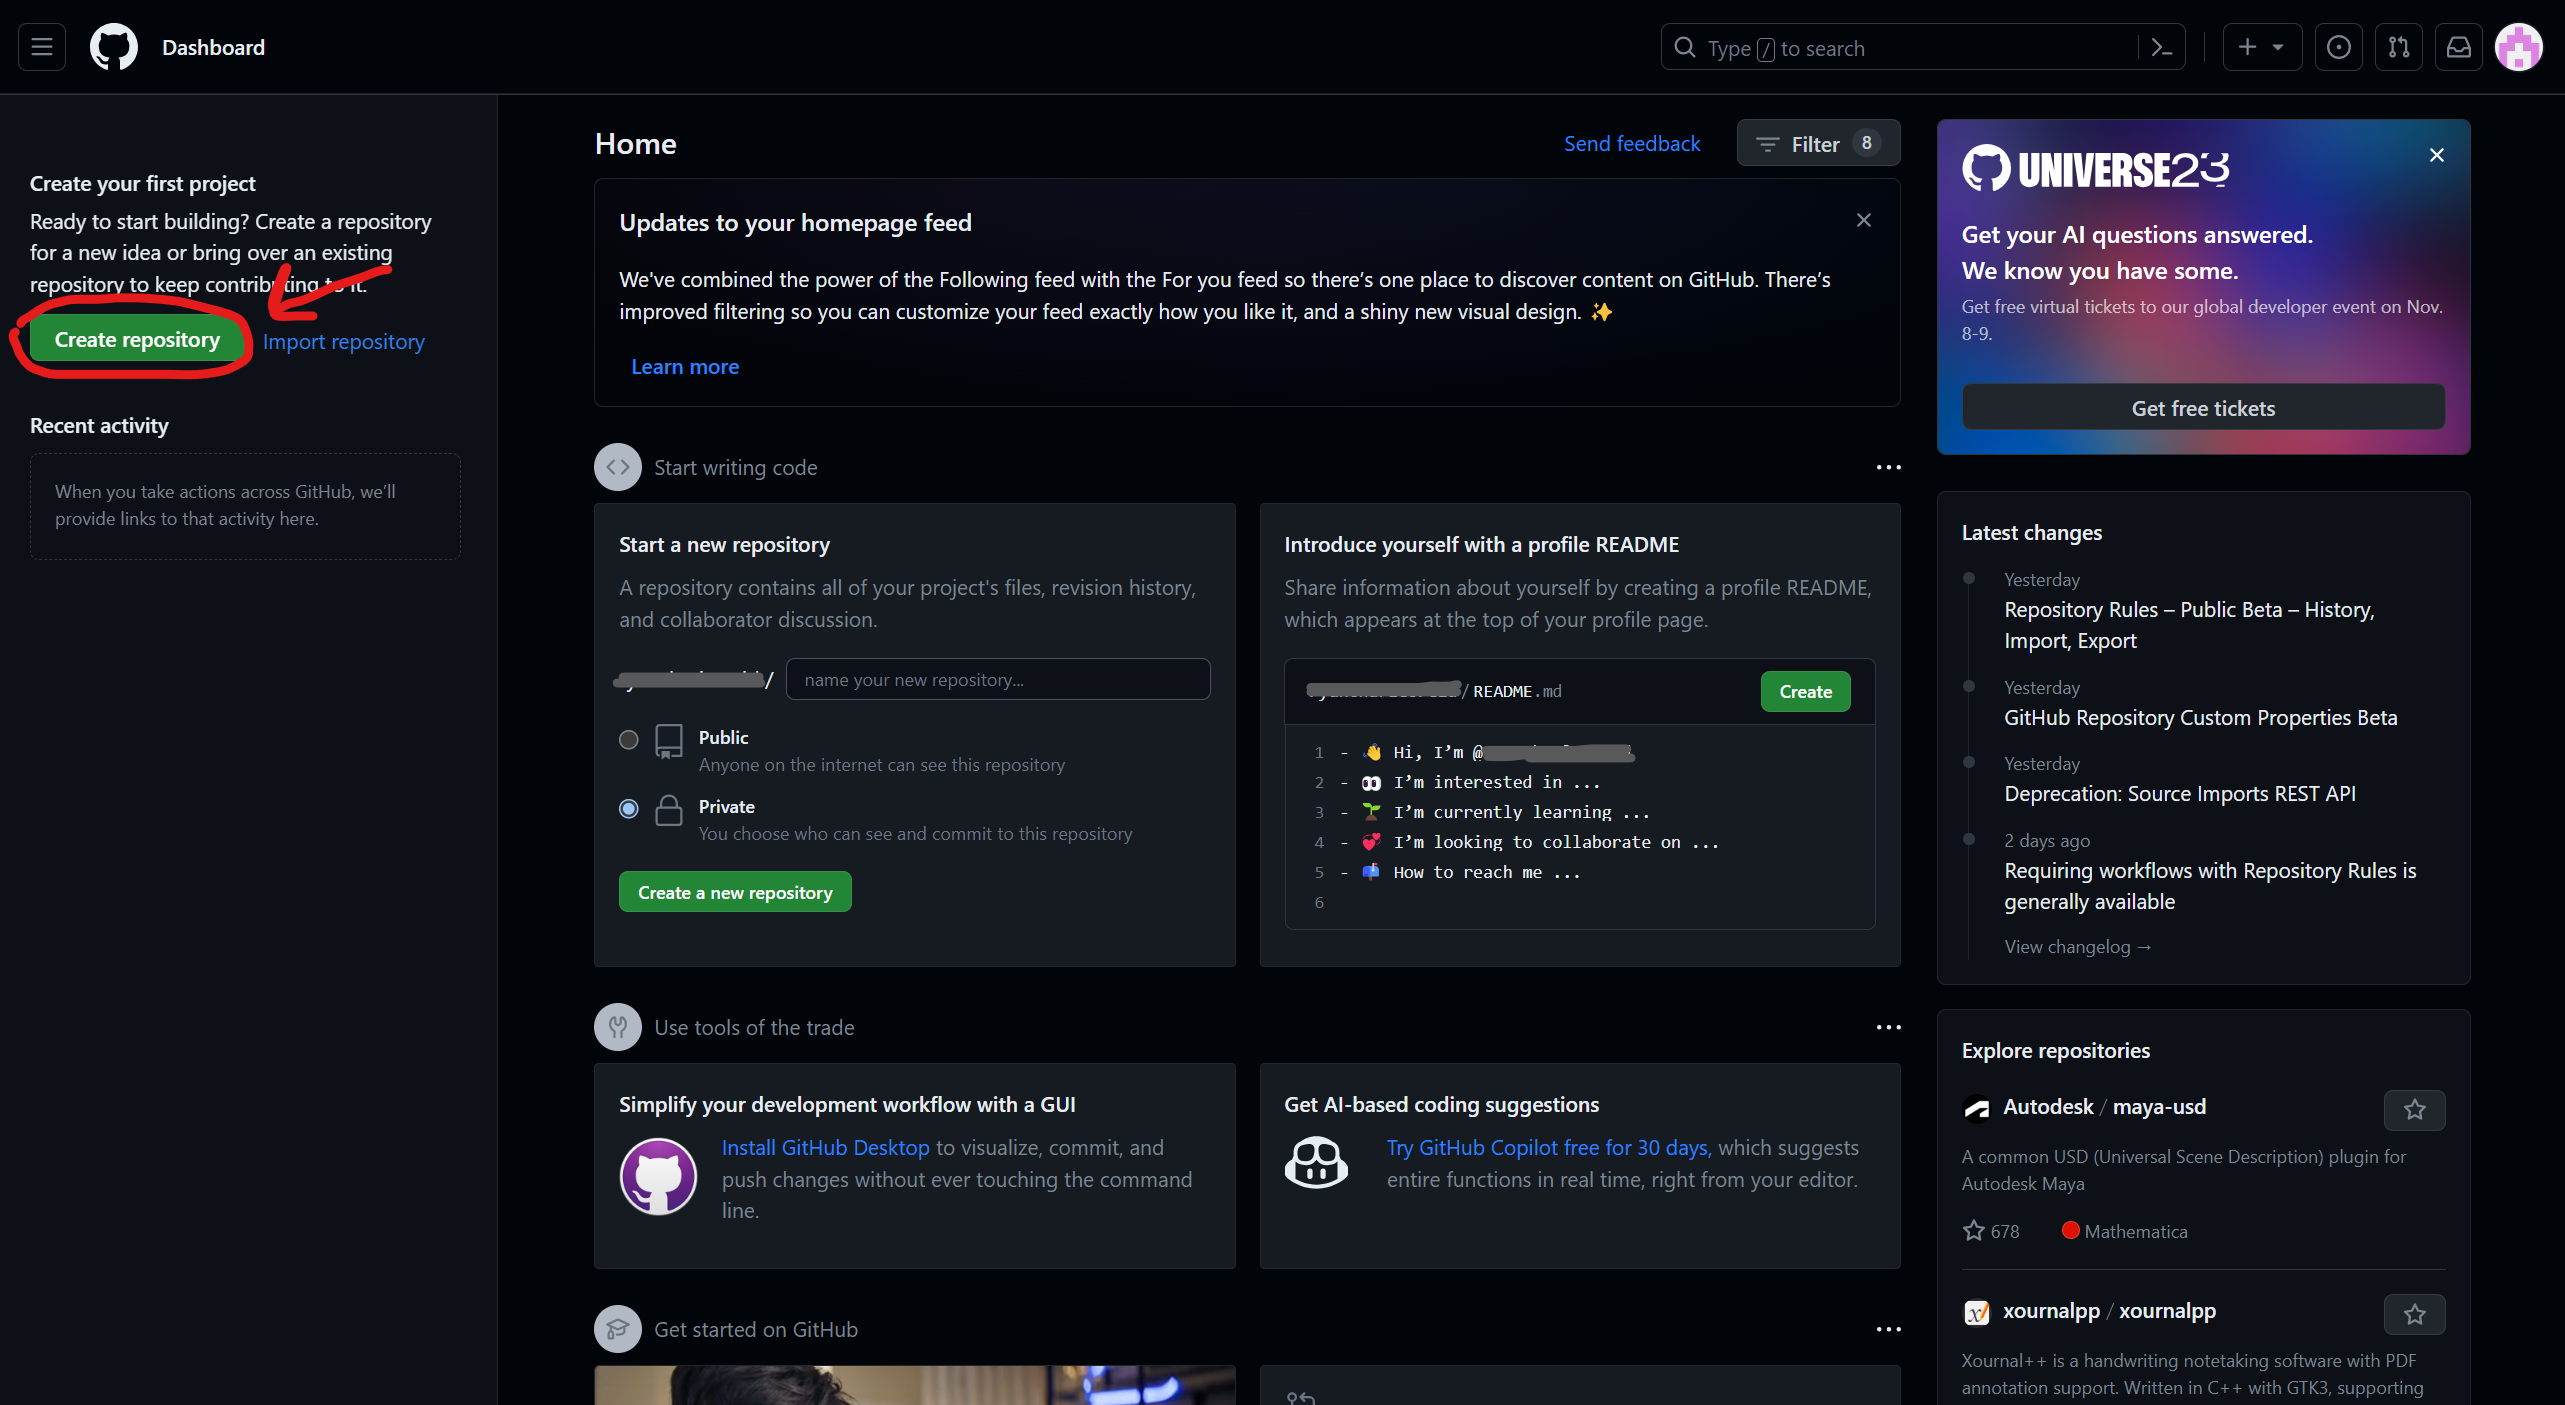 Dashboard
Type / to search
Create your first project
Ready to start building? Create a repository
for a new idea or bring over an existing
repository to keep contributing to it.
Create repository
Import repository
Recent activity
When you take actions across GitHub, we'll
provide links to that activity here.
Home
Send feedback
Filter 8
Updates to your homepage feed
We've combined the power of the Following feed with the For you feed so there's one place to discover content on GitHub. There's
improved filtering so you can customize your feed exactly how you like it, and a shiny new visual design. ✨
Learn more
Start writing code
Start a new repository
A repository contains all of your project's files, revision history,
and collaborator discussion.
/ name your new repository...
Public
Anyone on the internet can see this repository
Private
You choose who can see and commit to this repository
Create a new repository
Introduce yourself with a profile README
Share information about yourself by creating a profile README,
which appears at the top of your profile page.
/ README.md
Create
1 - 👋 Hi, I'm @
2 - 👀 I'm interested in ...
3 - 🌱 I'm currently learning ...
4 - 💞️ I'm looking to collaborate on ...
5 - 📫 How to reach me ...
6
Use tools of the trade
Simplify your development workflow with a GUI
Install GitHub Desktop to visualize, commit, and
push changes without ever touching the command
line.
Get AI-based coding suggestions
Try GitHub Copilot free for 30 days, which suggests
entire functions in real time, right from your editor.
Get started on GitHub
UNIVERSE23
Get your AI questions answered.
We know you have some.
Get free virtual tickets to our global developer event on Nov.
8-9.
Get free tickets
Latest changes
Yesterday
Repository Rules – Public Beta – History,
Import, Export
Yesterday
GitHub Repository Custom Properties Beta
Yesterday
Deprecation: Source Imports REST API
2 days ago
Requiring workflows with Repository Rules is
generally available
View changelog →
Explore repositories
Autodesk / maya-usd
A common USD (Universal Scene Description) plugin for
Autodesk Maya
678 Mathematica
xournalpp / xournalpp
Xournal++ is a handwriting notetaking software with PDF
annotation support. Written in C++ with GTK3, supporting